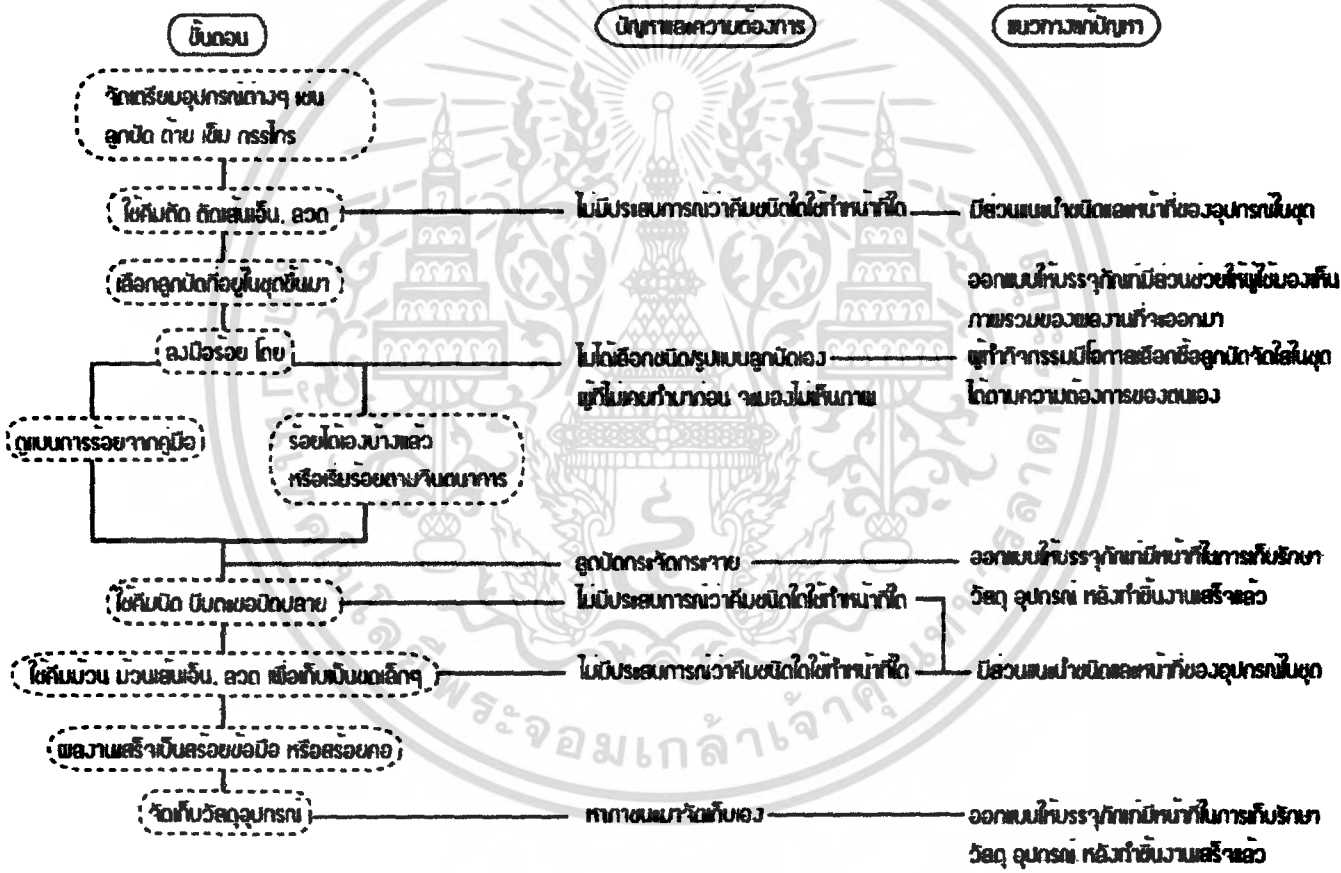 ขั้นตอน
ปัญหาและความต้องการ
แนวทางแก้ปัญหา
จัดเตรียมอุปกรณ์ต่างๆ เช่น
ลูกปัด ด้าย เข็ม กรรไกร
ใช้คีมตัด ตัดเส้นเอ็น, ลวด
ไม่มีประสบการณ์ว่าคีมชนิดใดใช้ทำหน้าที่ใด
มีส่วนแนะนำชนิดและหน้าที่ของอุปกรณ์ในชุด
เลือกลูกปัดที่อยู่ในชุดขึ้นมา
ออกแบบให้บรรจุภัณฑ์มีส่วนช่วยให้ผู้ใช้มองเห็น
ภาพรวมของผลงานที่จะออกมา
ลงมือร้อย โดย
ไม่ได้เลือกชนิด/รูปแบบลูกปัดเอง
ผู้ทำกิจกรรมมีโอกาสเลือกซื้อลูกปัดจัดใส่ในชุด
ผู้ที่ไม่เคยทำมาก่อน จะมองไม่เห็นภาพ
ได้ตามความต้องการของตนเอง
ดูแบบการร้อยจากคู่มือ
ร้อยได้เองบ้างแล้ว
หรือเริ่มร้อยตามจินตนาการ
ลูกปัดกระจัดกระจาย
ออกแบบให้บรรจุภัณฑ์มีหน้าที่ในการเก็บรักษา
วัสดุ อุปกรณ์ หลังทำชิ้นงานเสร็จแล้ว
ใช้คีมบีบ บีบตะขอปิดปลาย
ไม่มีประสบการณ์ว่าคีมชนิดใดใช้ทำหน้าที่ใด
ใช้คีมม้วน ม้วนเส้นเอ็น, ลวด เพื่อเก็บเป็นขดเล็กๆ
ไม่มีประสบการณ์ว่าคีมชนิดใดใช้ทำหน้าที่ใด
มีส่วนแนะนำชนิดและหน้าที่ของอุปกรณ์ในชุด
ผลงานเสร็จเป็นสร้อยข้อมือ หรือสร้อยคอ
จัดเก็บวัสดุอุปกรณ์
หาภาชนะมาจัดเก็บเอง
ออกแบบให้บรรจุภัณฑ์มีหน้าที่ในการเก็บรักษา
วัสดุ อุปกรณ์ หลังทำชิ้นงานเสร็จแล้ว